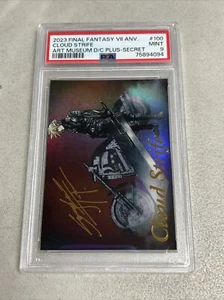 2023 FINAL FANTASY VII ANV. #100
CLOUD STRIFE MINT
ART MUSEUM D/C PLUS-SECRET 9
PSA 75894094
Cloud Strife